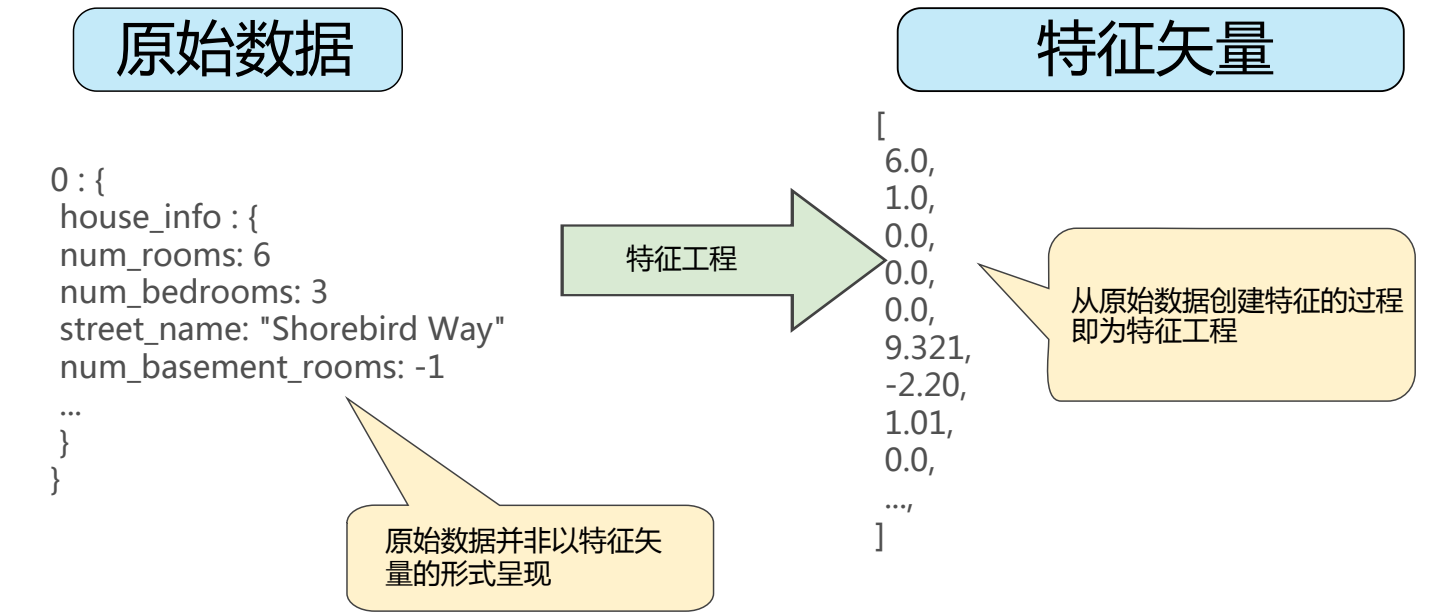 原始数据
特征矢量
0 : {
house_info : {
num_rooms: 6
num_bedrooms: 3
street_name: "Shorebird Way"
num_basement_rooms: -1
...
}
}
原始数据并非以特征矢
量的形式呈现
特征工程
[
6.0,
1.0,
0.0,
0.0,
0.0,
9.321,
-2.20,
1.01,
0.0,
...,
]
从原始数据创建特征的过程
即为特征工程